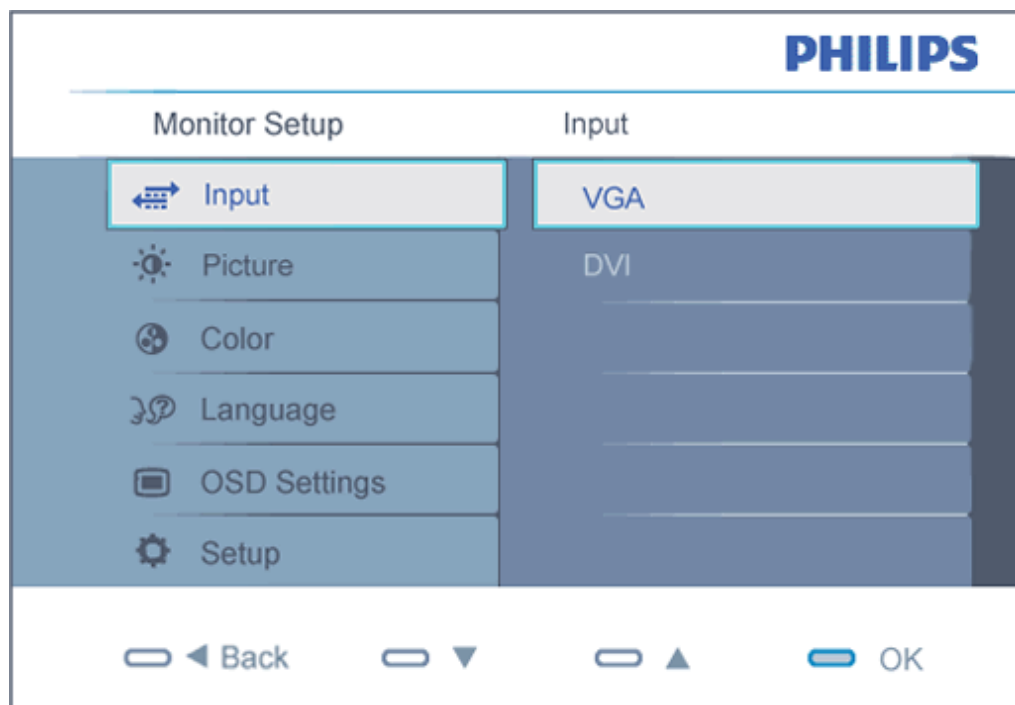 PHILIPS
Monitor Setup Input
Input VGA
Picture DVI
Color
Language
OSD Settings
Setup
Back OK